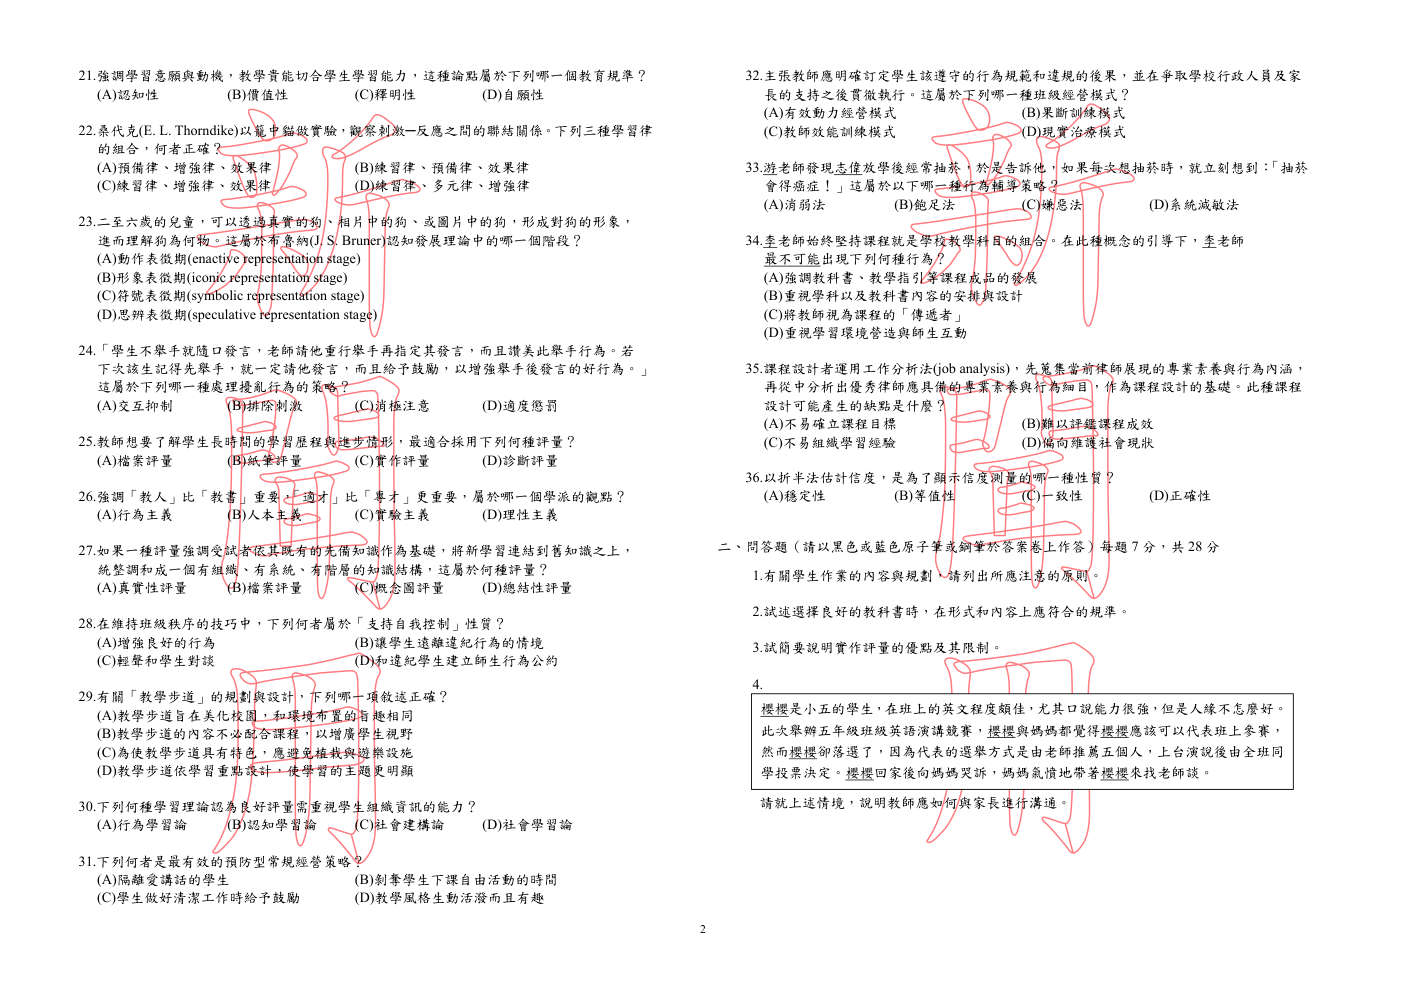 21.強調學習意願與動機，教學貴能切合學生學習能力，這種論點屬於下列哪一個教育規準？
(A)認知性 (B)價值性 (C)釋明性 (D)自願性
22.桑代克(E. L. Thorndike)以籠中貓做實驗，觀察刺激─反應之間的聯結關係。下列三種學習律
的組合，何者正確？
(A)預備律、增強律、效果律 (B)練習律、預備律、效果律
(C)練習律、增強律、效果律 (D)練習律、多元律、增強律
23.二至六歲的兒童，可以透過真實的狗、相片中的狗、或圖片中的狗，形成對狗的形象，
進而理解狗為何物。這屬於布魯納(J. S. Bruner)認知發展理論中的哪一個階段？
(A)動作表徵期(enactive representation stage)
(B)形象表徵期(iconic representation stage)
(C)符號表徵期(symbolic representation stage)
(D)思辨表徵期(speculative representation stage)
24.「學生不舉手就隨口發言，老師請他重行舉手再指定其發言，而且讚美此舉手行為。若
下次該生記得先舉手，就一定請他發言，而且給予鼓勵，以增強舉手後發言的好行為。」
這屬於下列哪一種處理擾亂行為的策略？
(A)交互抑制 (B)排除刺激 (C)消極注意 (D)適度懲罰
25.教師想要了解學生長時間的學習歷程與進步情形，最適合採用下列何種評量？
(A)檔案評量 (B)紙筆評量 (C)實作評量 (D)診斷評量
26.強調「教人」比「教書」重要，「適才」比「專才」更重要，屬於哪一個學派的觀點？
(A)行為主義 (B)人本主義 (C)實驗主義 (D)理性主義
27.如果一種評量強調受試者依其既有的先備知識作為基礎，將新學習連結到舊知識之上，
統整調和成一個有組織、有系統、有階層的知識結構，這屬於何種評量？
(A)真實性評量 (B)檔案評量 (C)概念圖評量 (D)總結性評量
28.在維持班級秩序的技巧中，下列何者屬於「支持自我控制」性質？
(A)增強良好的行為 (B)讓學生遠離違紀行為的情境
(C)輕聲和學生對談 (D)和違紀學生建立師生行為公約
29.有關「教學步道」的規劃與設計，下列哪一項敘述正確？
(A)教學步道旨在美化校園，和環境布置的旨趣相同
(B)教學步道的內容不必配合課程，以增廣學生視野
(C)為使教學步道具有特色，應避免植栽與遊樂設施
(D)教學步道依學習重點設計，使學習的主題更明顯
30.下列何種學習理論認為良好評量需重視學生組織資訊的能力？
(A)行為學習論 (B)認知學習論 (C)社會建構論 (D)社會學習論
31.下列何者是最有效的預防型常規經營策略？
(A)隔離愛講話的學生 (B)剝奪學生下課自由活動的時間
(C)學生做好清潔工作時給予鼓勵 (D)教學風格生動活潑而且有趣
32.主張教師應明確訂定學生該遵守的行為規範和違規的後果，並在爭取學校行政人員及家
長的支持之後貫徹執行。這屬於下列哪一種班級經營模式？
(A)有效動力經營模式 (B)果斷訓練模式
(C)教師效能訓練模式 (D)現實治療模式
33.游老師發現志偉放學後經常抽菸，於是告訴他，如果每次想抽菸時，就立刻想到：「抽菸
會得癌症！」這屬於以下哪一種行為輔導策略？
(A)消弱法 (B)飽足法 (C)嫌惡法 (D)系統減敏法
34.李老師始終堅持課程就是學校教學科目的組合。在此種概念的引導下，李老師
最不可能出現下列何種行為？
(A)強調教科書、教學指引等課程成品的發展
(B)重視學科以及教科書內容的安排與設計
(C)將教師視為課程的「傳遞者」
(D)重視學習環境營造與師生互動
35.課程設計者運用工作分析法(job analysis)，先蒐集當前律師展現的專業素養與行為內涵，
再從中分析出優秀律師應具備的專業素養與行為細目，作為課程設計的基礎。此種課程
設計可能產生的缺點是什麼？
(A)不易確立課程目標 (B)難以評鑑課程成效
(C)不易組織學習經驗 (D)偏向維護社會現狀
36.以折半法估計信度，是為了顯示信度測量的哪一種性質？
(A)穩定性 (B)等值性 (C)一致性 (D)正確性
二、問答題（請以黑色或藍色原子筆或鋼筆於答案卷上作答）每題 7 分，共 28 分
1.有關學生作業的內容與規劃，請列出所應注意的原則。
2.試述選擇良好的教科書時，在形式和內容上應符合的規準。
3.試簡要說明實作評量的優點及其限制。
4.
櫻櫻是小五的學生，在班上的英文程度頗佳，尤其口說能力很強，但是人緣不怎麼好。
此次舉辦五年級班級英語演講競賽，櫻櫻與媽媽都覺得櫻櫻應該可以代表班上參賽，
然而櫻櫻卻落選了，因為代表的選舉方式是由老師推薦五個人，上台演說後由全班同
學投票決定。櫻櫻回家後向媽媽哭訴，媽媽氣憤地帶著櫻櫻來找老師談。
請就上述情境，說明教師應如何與家長進行溝通。
2
新聞用
新聞用